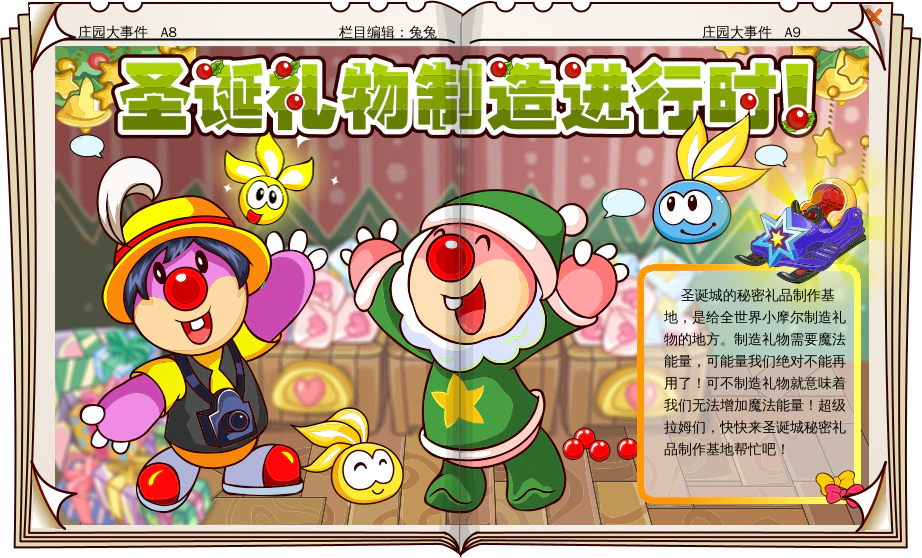 庄园大事件 A8
栏目编辑：兔兔
庄园大事件 A9
圣诞礼物制造进行时！
圣诞城的秘密礼品制作基
地，是给全世界小摩尔制造礼
物的地方。制造礼物需要魔法
能量，可能量我们绝对不能再
用了！可不制造礼物就意味着
我们无法增加魔法能量！超级
拉姆们，快快来圣诞城秘密礼
品制作基地帮忙吧！